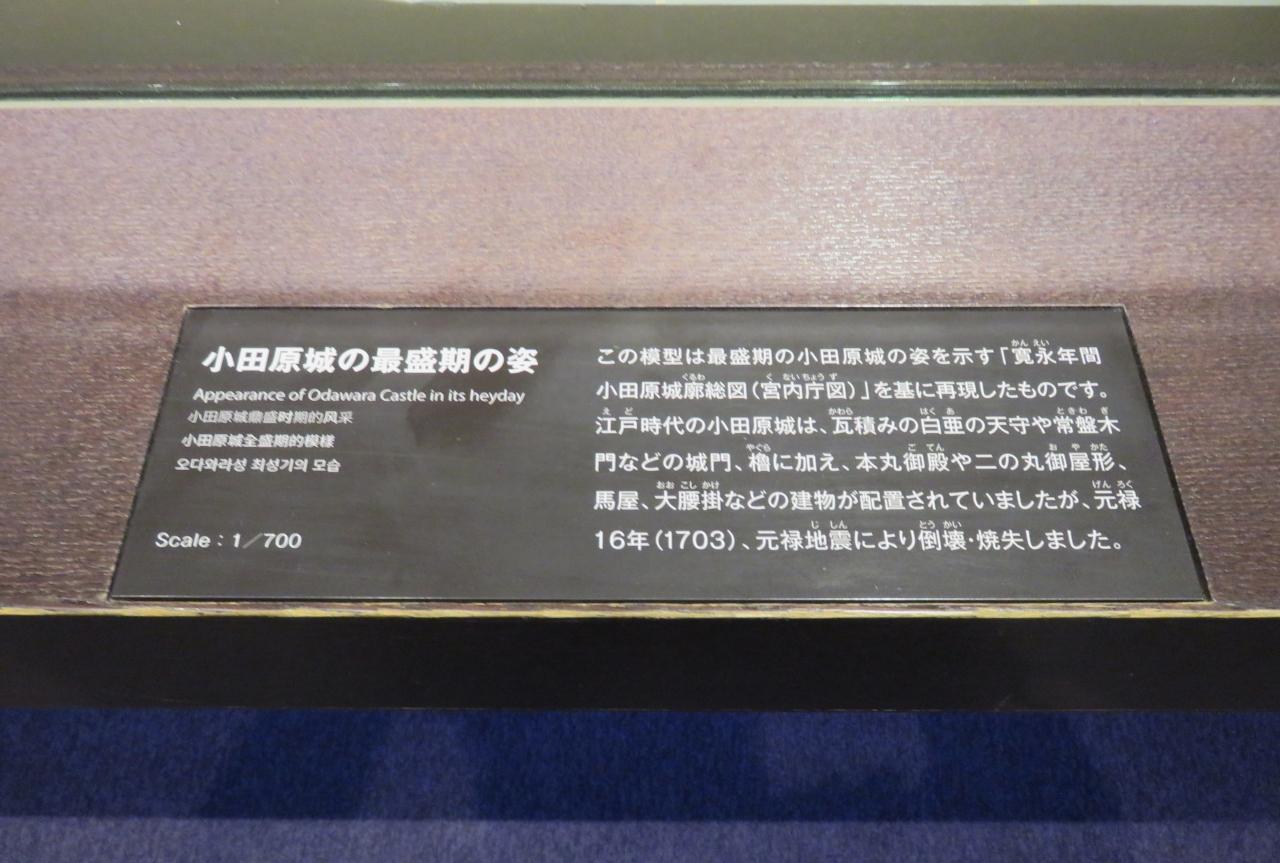 小田原城の最盛期の姿
Appearance of Odawara Castle in its heyday
小田原城鼎盛时期的风采
小田原城全盛期的模樣
오다와라성 최성기의 모습
Scale : 1／700
この模型は最盛期の小田原城の姿を示す「寛永年間
小田原城廓総図（宮内庁図）」を基に再現したものです。
江戸時代の小田原城は、瓦積みの白亜の天守や常盤木
門などの城門、櫓に加え、本丸御殿や二の丸御屋形、
馬屋、大腰掛などの建物が配置されていましたが、元禄
16年（1703）、元禄地震により倒壊・焼失しました。